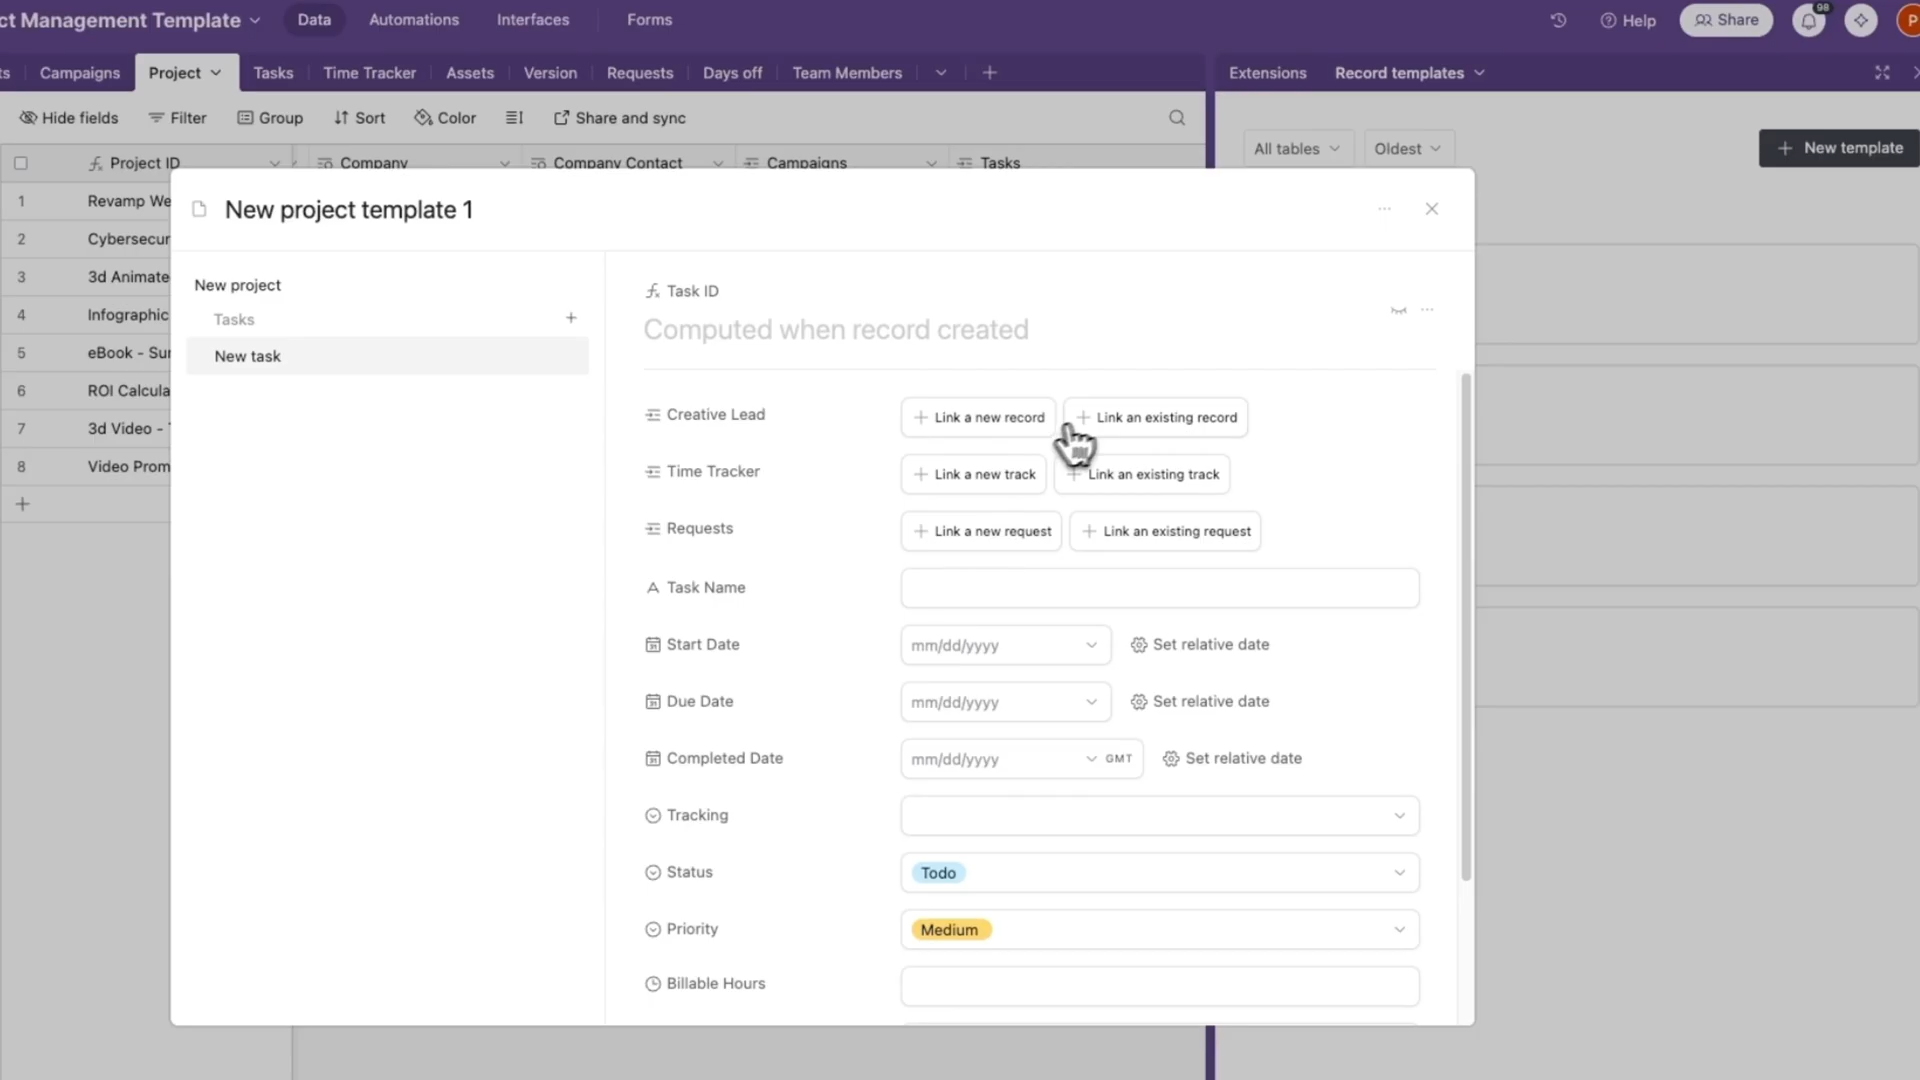 ct Management Template Data Automations Interfaces Forms Help Share 98 P
ts Campaigns Project Tasks Time Tracker Assets Version Requests Days off Team Members Extensions Record templates
Hide fields Filter Group Sort Color Share and sync
All tables Oldest New template
Project ID Company Company Contact Campaigns Tasks
1 Revamp We
2 Cybersecur
3 3d Animate
4 Infographic
5 eBook - Sur
6 ROI Calcula
7 3d Video -
8 Video Prom
New project template 1
New project
Tasks
New task
Task ID
Computed when record created
Creative Lead Link a new record Link an existing record
Time Tracker Link a new track Link an existing track
Requests Link a new request Link an existing request
Task Name
Start Date mm/dd/yyyy Set relative date
Due Date mm/dd/yyyy Set relative date
Completed Date mm/dd/yyyy GMT Set relative date
Tracking
Status Todo
Priority Medium
Billable Hours